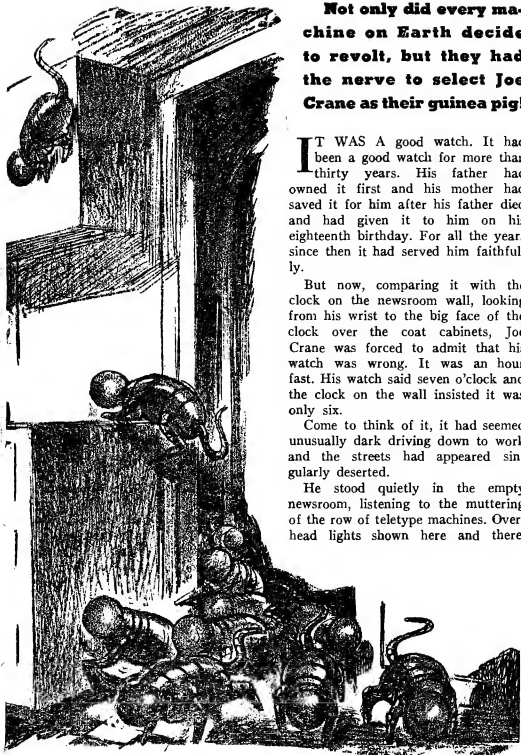 Not only did every ma-
chine on Earth decide
to revolt, but they had
the nerve to select Joe
Crane as their guinea pig!
IT WAS A good watch. It had
been a good watch for more than
thirty years. His father had
owned it first and his mother had
saved it for him after his father died
and had given it to him on his
eighteenth birthday. For all the years
since then it had served him faithful
ly.
But now, comparing it with the
clock on the newsroom wall, looking
from his wrist to the big face of the
clock over the coat cabinets, Joe
Crane was forced to admit that his
watch was wrong. It was an hour
fast. His watch said seven o'clock and
the clock on the wall insisted it was
only six.
Come to think of it, it had seemed
unusually dark driving down to work
and the streets had appeared sin
gularly deserted.
He stood quietly in the empty
newsroom, listening to the muttering
of the row of teletype machines. Over
head lights shown here and there